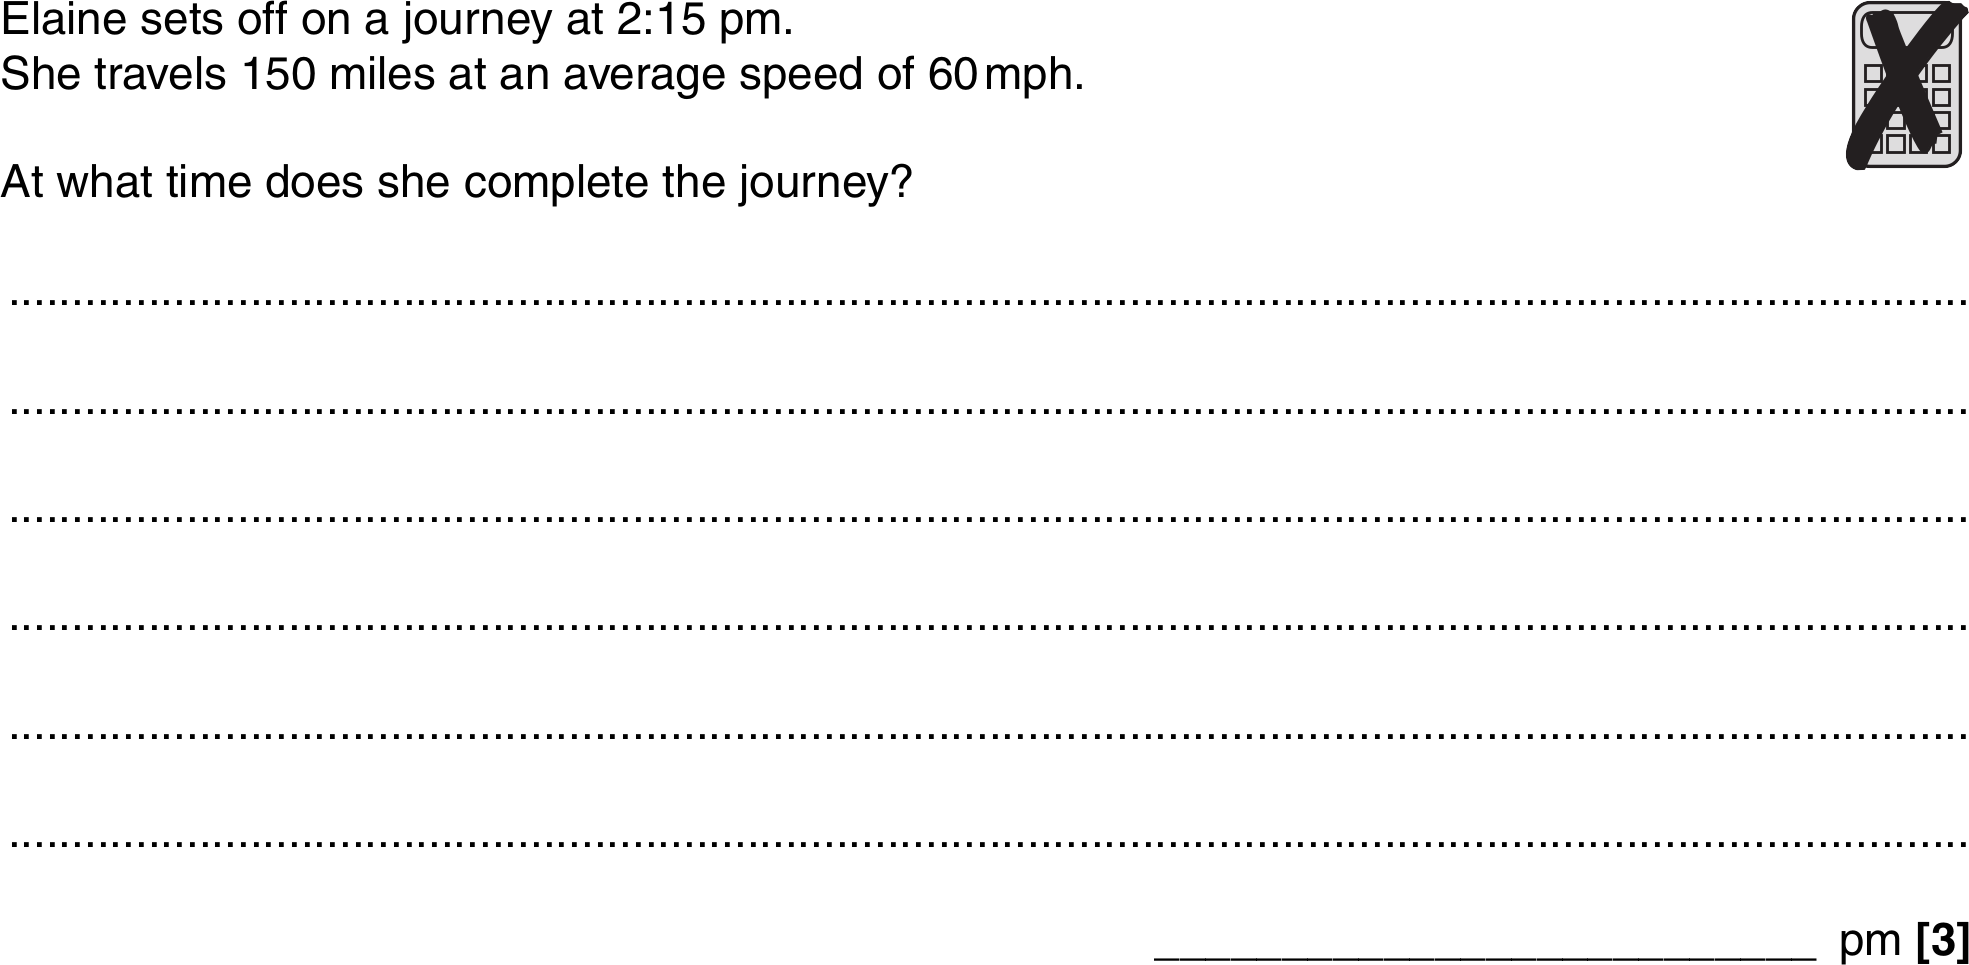 Elaine sets off on a journey at 2:15 pm.
She travels 150 miles at an average speed of 60 mph.
At what time does she complete the journey?
pm [3]